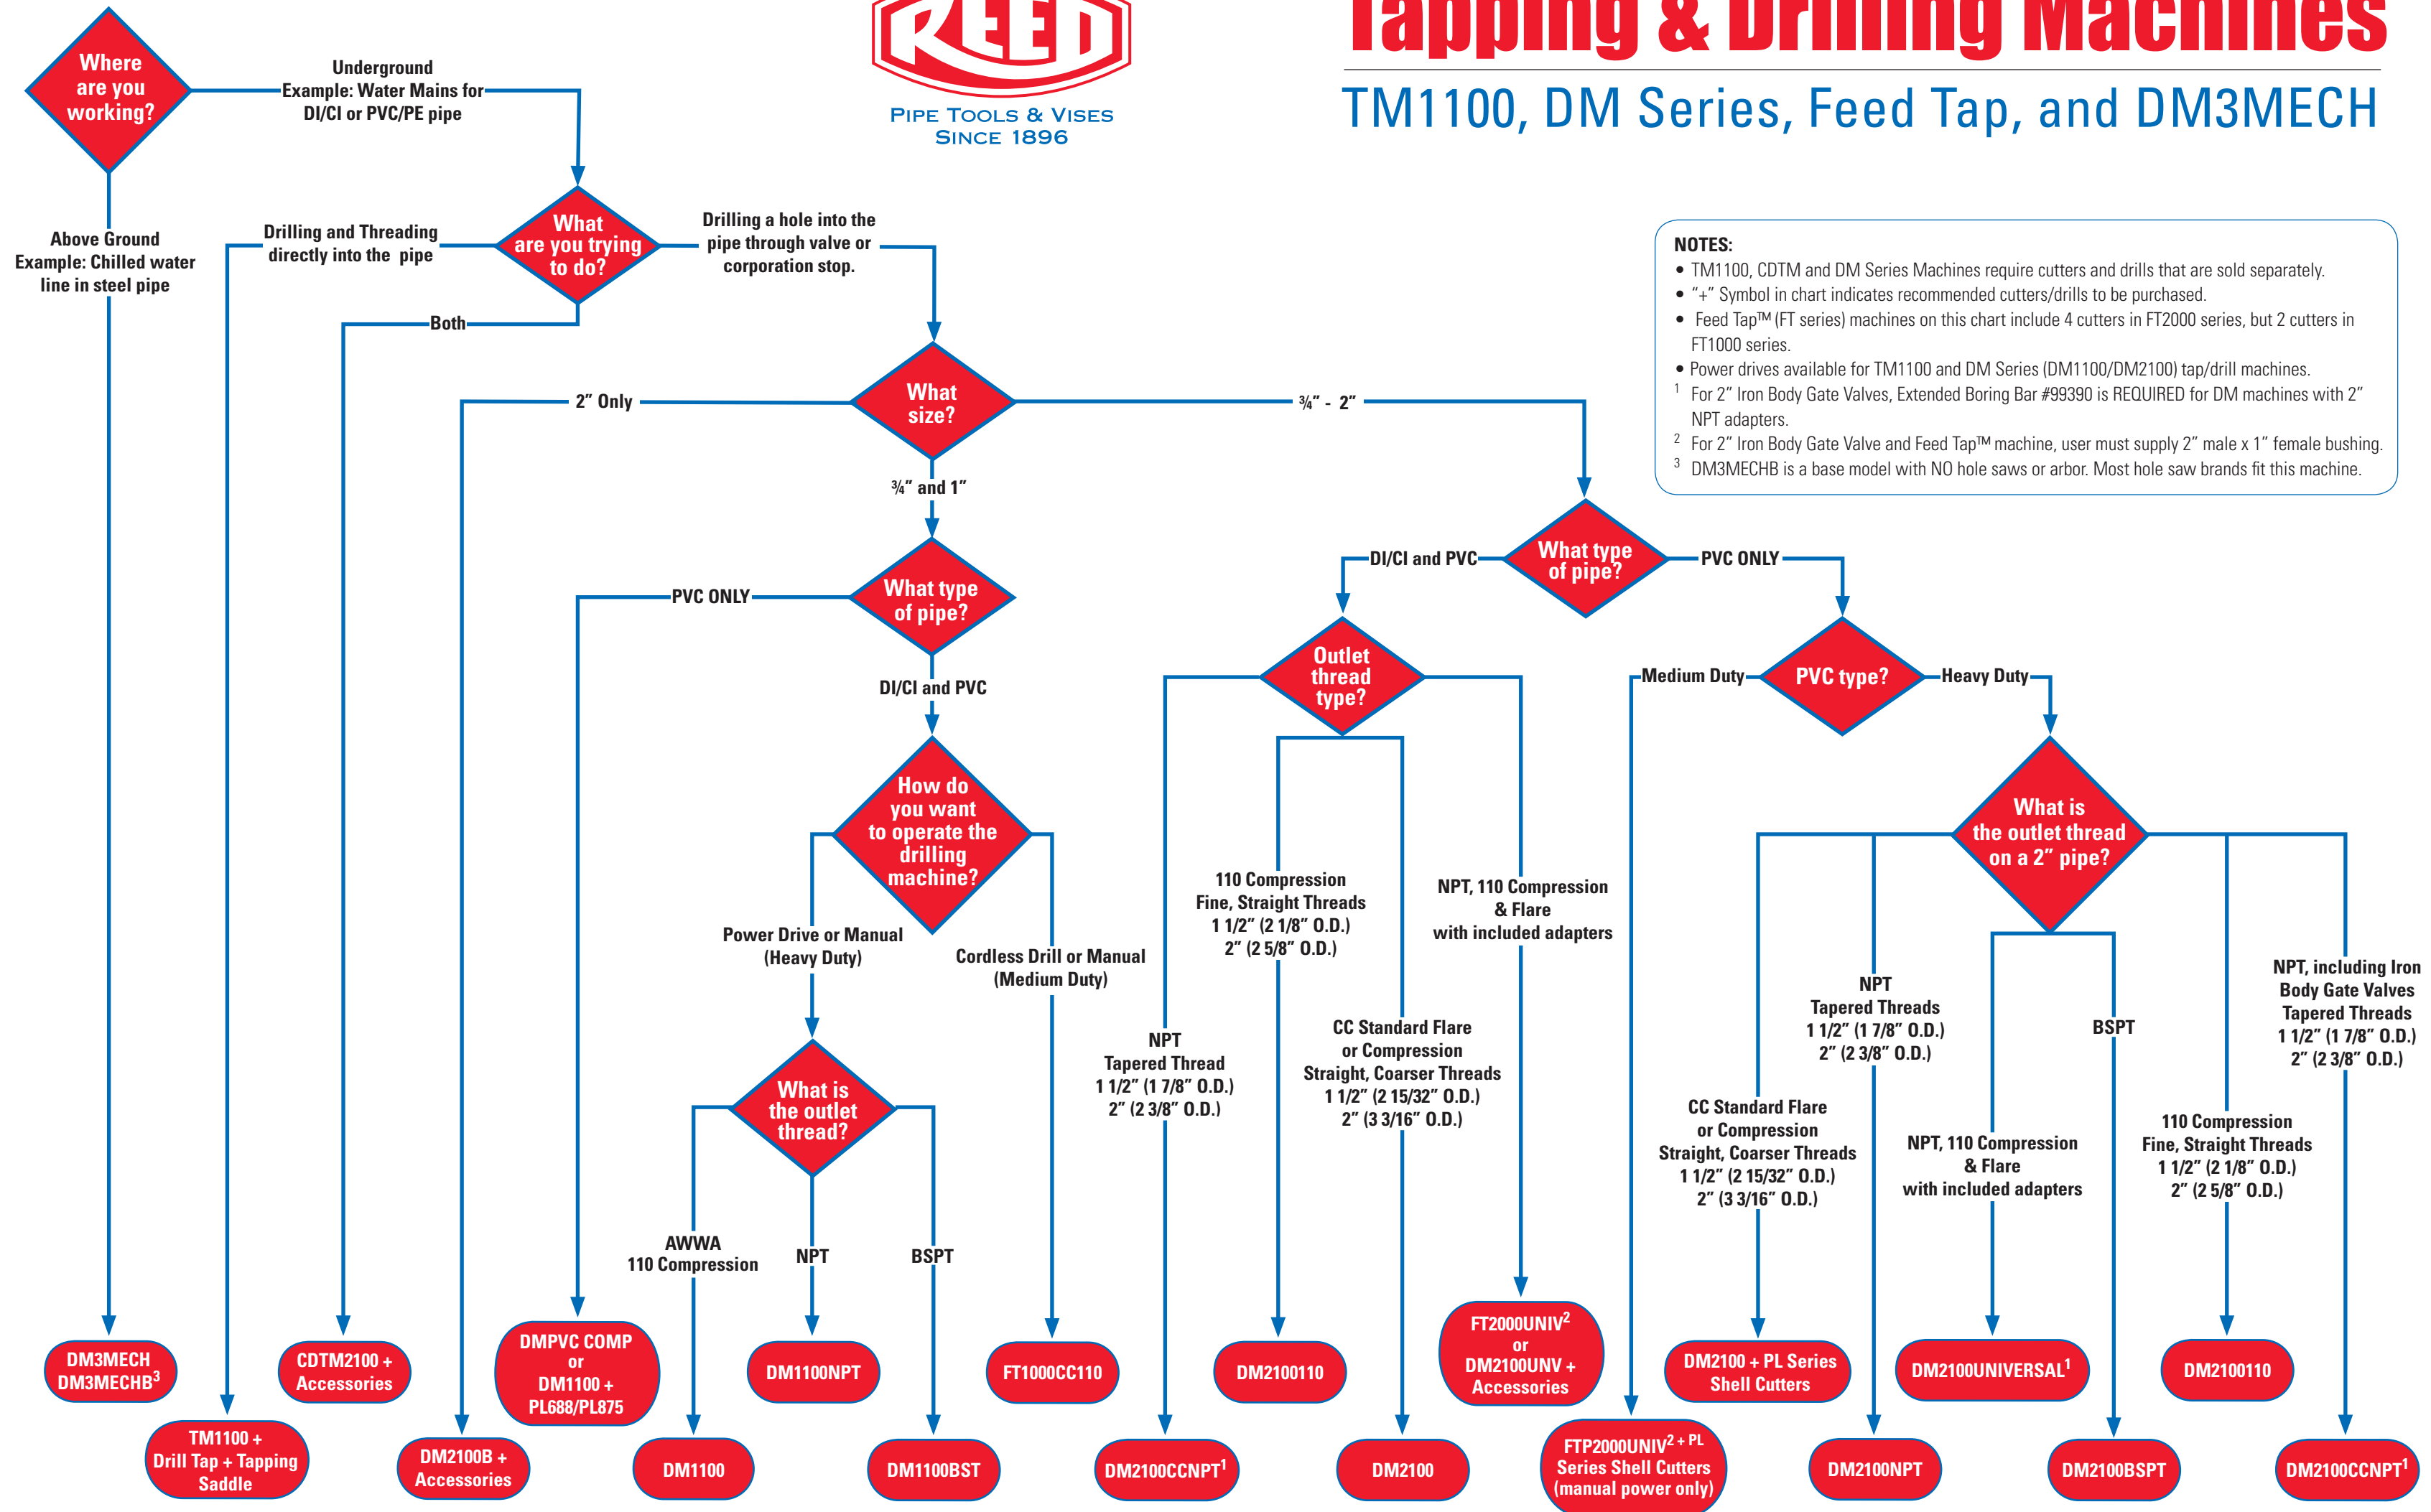 REED
PIPE TOOLS & VISES
SINCE 1896
Tapping & Drilling Machines
TM1100, DM Series, Feed Tap, and DM3MECH
Where
are you
working?
Underground
Example: Water Mains for
DI/CI or PVC/PE pipe
Above Ground
Example: Chilled water
line in steel pipe
What
are you trying
to do?
Drilling and Threading
directly into the pipe
Drilling a hole into the
pipe through valve or
corporation stop.
Both
NOTES:
• TM1100, CDTM and DM Series Machines require cutters and drills that are sold separately.
• “+” Symbol in chart indicates recommended cutters/drills to be purchased.
• Feed Tap™ (FT series) machines on this chart include 4 cutters in FT2000 series, but 2 cutters in
FT1000 series.
• Power drives available for TM1100 and DM Series (DM1100/DM2100) tap/drill machines.
1 For 2” Iron Body Gate Valves, Extended Boring Bar #99390 is REQUIRED for DM machines with 2”
NPT adapters.
2 For 2” Iron Body Gate Valve and Feed Tap™ machine, user must supply 2” male x 1” female bushing.
3 DM3MECHB is a base model with NO hole saws or arbor. Most hole saw brands fit this machine.
What
size?
2” Only
¾” - 2”
¾” and 1”
What type
of pipe?
PVC ONLY
DI/CI and PVC
What type
of pipe?
DI/CI and PVC
PVC ONLY
Outlet
thread
type?
PVC type?
Medium Duty
Heavy Duty
How do
you want
to operate the
drilling
machine?
Power Drive or Manual
(Heavy Duty)
Cordless Drill or Manual
(Medium Duty)
What is
the outlet thread
on a 2” pipe?
What is
the outlet
thread?
AWWA
110 Compression
NPT
BSPT
NPT
Tapered Thread
1 1/2” (1 7/8” O.D.)
2” (2 3/8” O.D.)
110 Compression
Fine, Straight Threads
1 1/2” (2 1/8” O.D.)
2” (2 5/8” O.D.)
CC Standard Flare
or Compression
Straight, Coarser Threads
1 1/2” (2 15/32” O.D.)
2” (3 3/16” O.D.)
NPT, 110 Compression
& Flare
with included adapters
CC Standard Flare
or Compression
Straight, Coarser Threads
1 1/2” (2 15/32” O.D.)
2” (3 3/16” O.D.)
NPT
Tapered Threads
1 1/2” (1 7/8” O.D.)
2” (2 3/8” O.D.)
NPT, 110 Compression
& Flare
with included adapters
BSPT
110 Compression
Fine, Straight Threads
1 1/2” (2 1/8” O.D.)
2” (2 5/8” O.D.)
NPT, including Iron
Body Gate Valves
Tapered Threads
1 1/2” (1 7/8” O.D.)
2” (2 3/8” O.D.)
DM3MECH
DM3MECHB3
TM1100 +
Drill Tap + Tapping
Saddle
CDTM2100 +
Accessories
DM2100B +
Accessories
DMPVC COMP
or
DM1100 +
PL688/PL875
DM1100
DM1100NPT
DM1100BST
FT1000CC110
DM2100CCNPT1
DM2100110
DM2100
FT2000UNIV2
or
DM2100UNV +
Accessories
FTP2000UNIV2 + PL
Series Shell Cutters
(manual power only)
DM2100 + PL Series
Shell Cutters
DM2100NPT
DM2100UNIVERSAL1
DM2100BSPT
DM2100110
DM2100CCNPT1